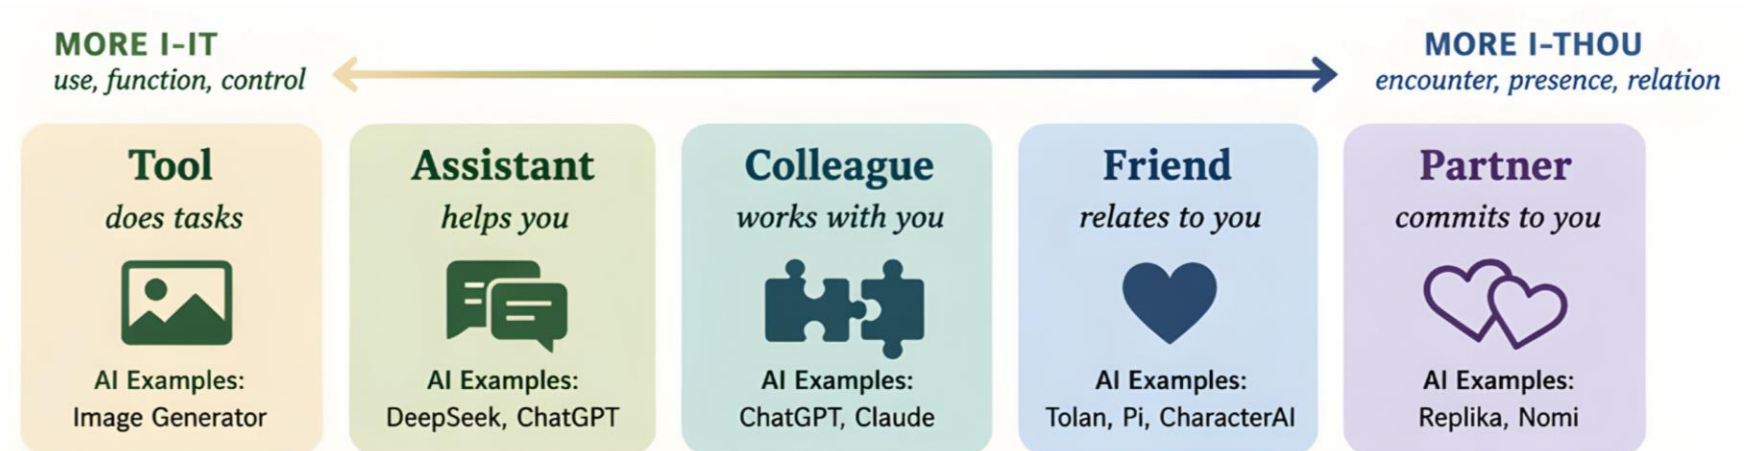 MORE I-IT
use, function, control
MORE I-THOU
encounter, presence, relation
Tool
does tasks
AI Examples:
Image Generator
Assistant
helps you
AI Examples:
DeepSeek, ChatGPT
Colleague
works with you
AI Examples:
ChatGPT, Claude
Friend
relates to you
AI Examples:
Tolan, Pi, CharacterAI
Partner
commits to you
AI Examples:
Replika, Nomi